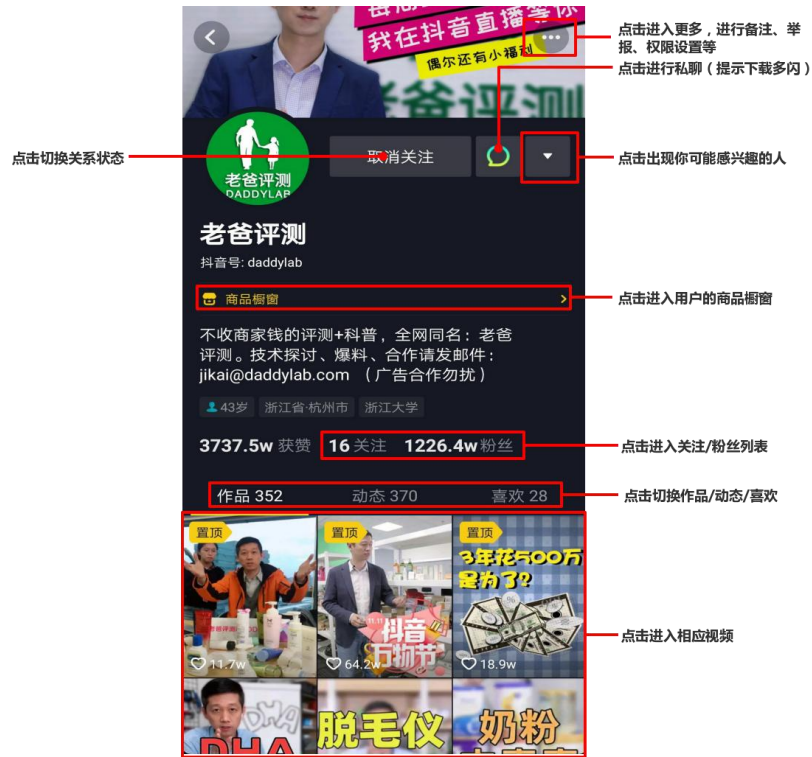 我在抖音直播等你
偶尔还有小福利
老爸评测
点击进入更多，进行备注、举
报、权限设置等
点击进行私聊（提示下载多闪）
点击切换关系状态
取消关注
点击出现你可能感兴趣的人
老爸评测
DADDYLAB
老爸评测
抖音号: daddylab
商品橱窗
点击进入用户的商品橱窗
不收商家钱的评测+科普，全网同名：老爸
评测。技术探讨、爆料、合作请发邮件：
jikai@daddylab.com （广告合作勿扰）
43岁 浙江省·杭州市 浙江大学
3737.5w 获赞 16 关注 1226.4w 粉丝
点击进入关注/粉丝列表
作品 352 动态 370 喜欢 28
点击切换作品/动态/喜欢
置顶 置顶 置顶
3年花500万
是为了?
11.11
抖音
万物节
11.7w 64.2w 18.9w
点击进入相应视频
DHA
DHA
脱毛仪
奶粉